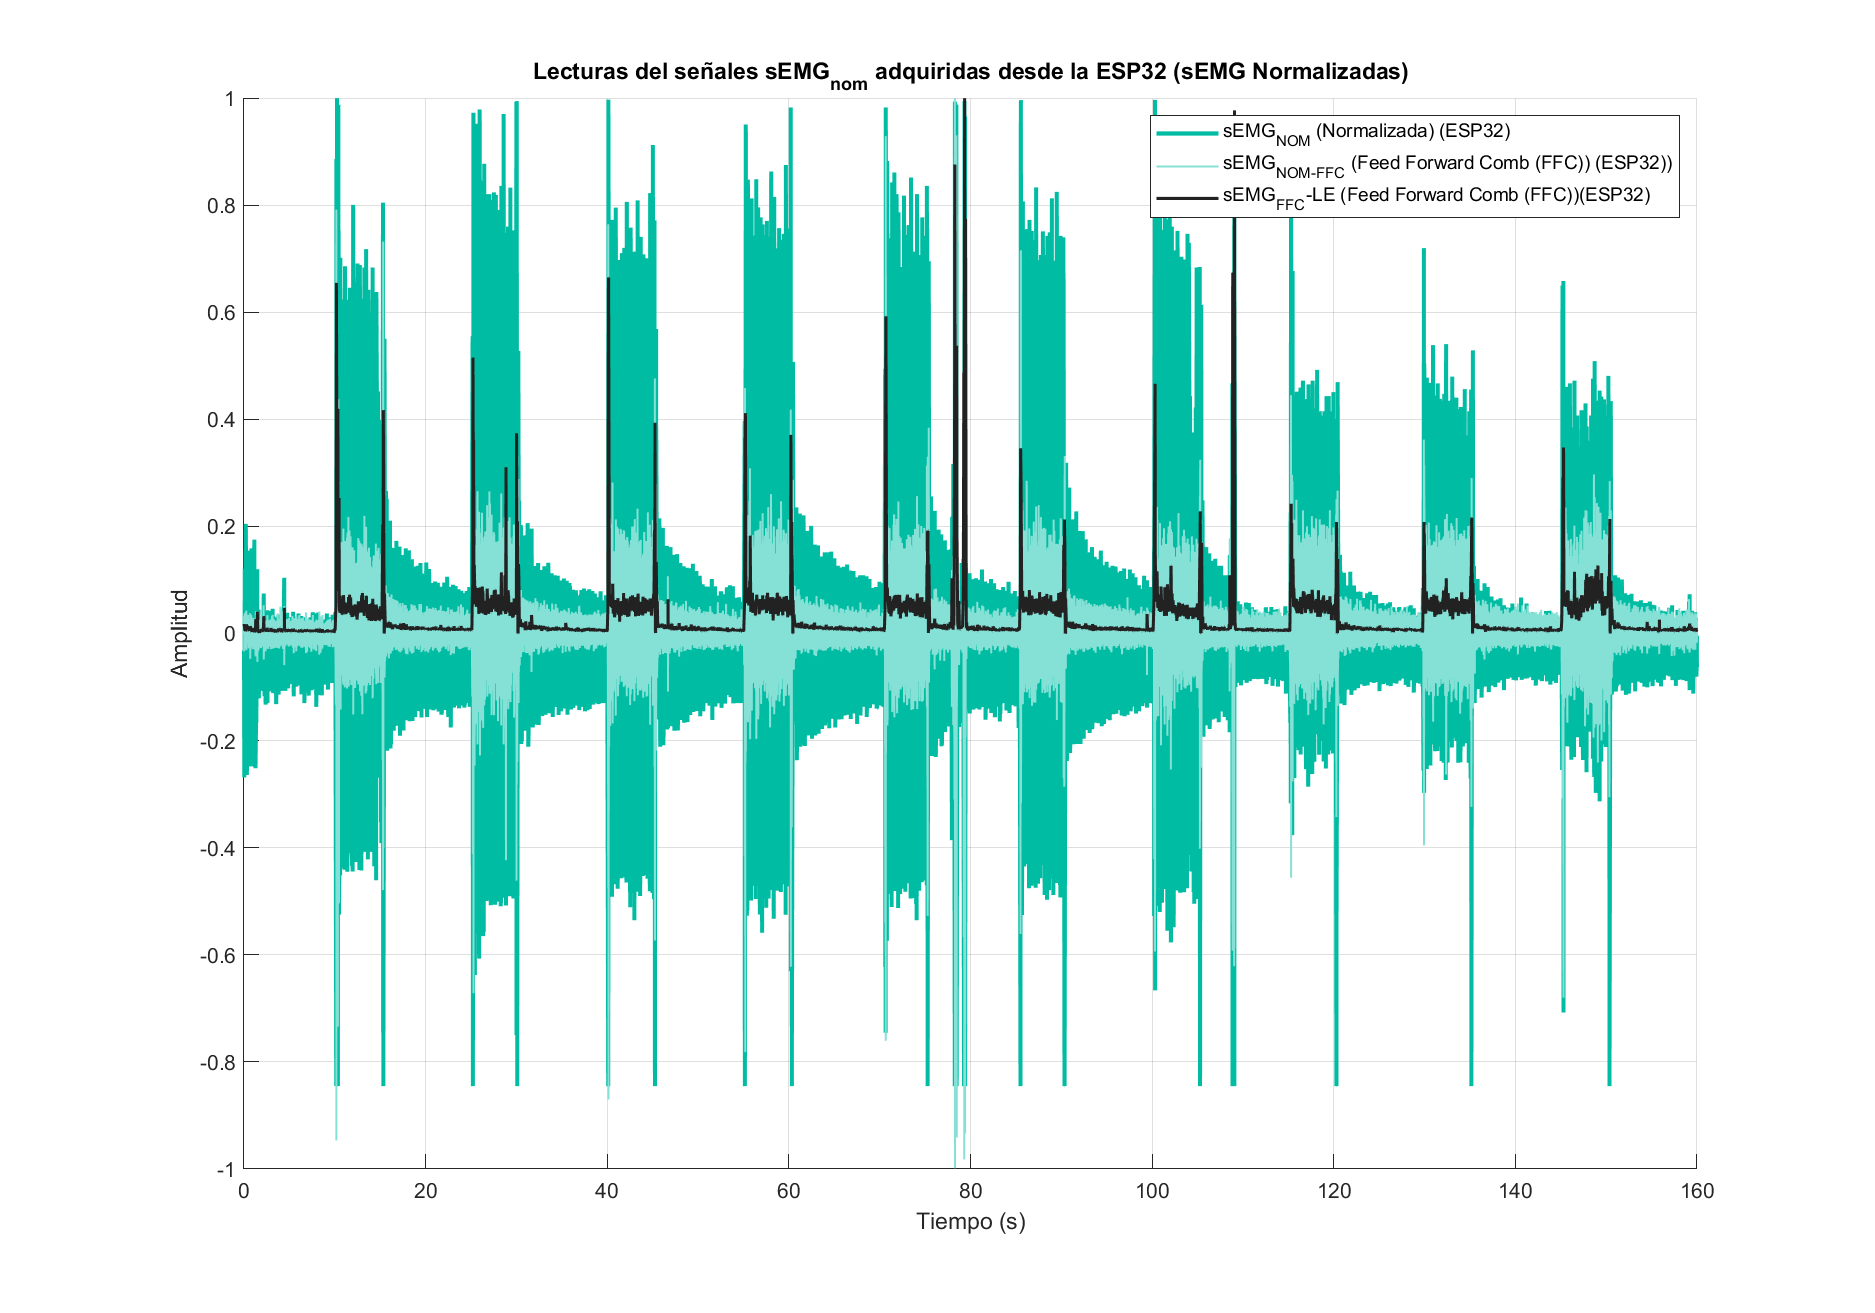 Lecturas del señales sEMGnom adquiridas desde la ESP32 (sEMG Normalizadas)
sEMGNOM (Normalizada) (ESP32)
sEMGNOM-FFC (Feed Forward Comb (FFC)) (ESP32))
sEMGFFC-LE (Feed Forward Comb (FFC))(ESP32)
Amplitud
1
0.8
0.6
0.4
0.2
0
-0.2
-0.4
-0.6
-0.8
-1
0 20 40 60 80 100 120 140 160
Tiempo (s)